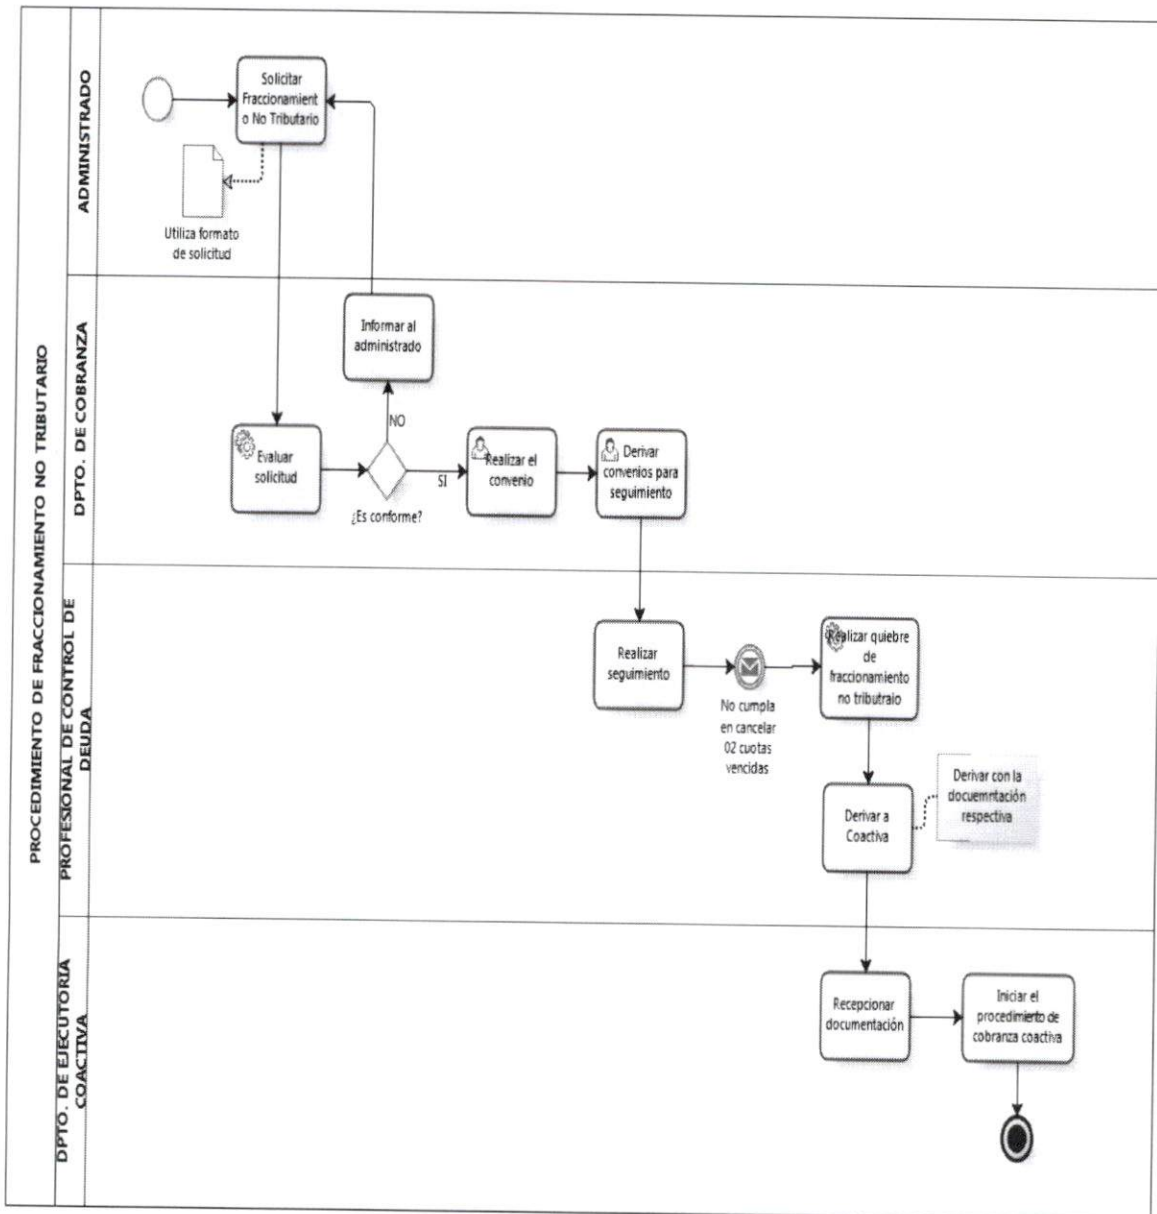 PROCEDIMIENTO DE FRACCIONAMIENTO NO TRIBUTARIO
ADMINISTRADO
Solicitar
Fraccionamient
o No Tributario
Utiliza formato
de solicitud
DPTO. DE COBRANZA
Informar al
administrado
NO
Evaluar
solicitud
¿Es conforme?
SI
Realizar el
convenio
Derivar
convenios para
seguimiento
PROFESIONAL DE CONTROL DE
DEUDA
Realizar
seguimiento
No cumpla
en cancelar
02 cuotas
vencidas
Realizar quiebre
de
fraccionamiento
no tributraio
Derivar a
Coactiva
Derivar con la
docuemntación
respectiva
DPTO. DE EJECUTORIA
COACTIVA
Recepcionar
documentación
Iniciar el
procedimiento de
cobranza coactiva